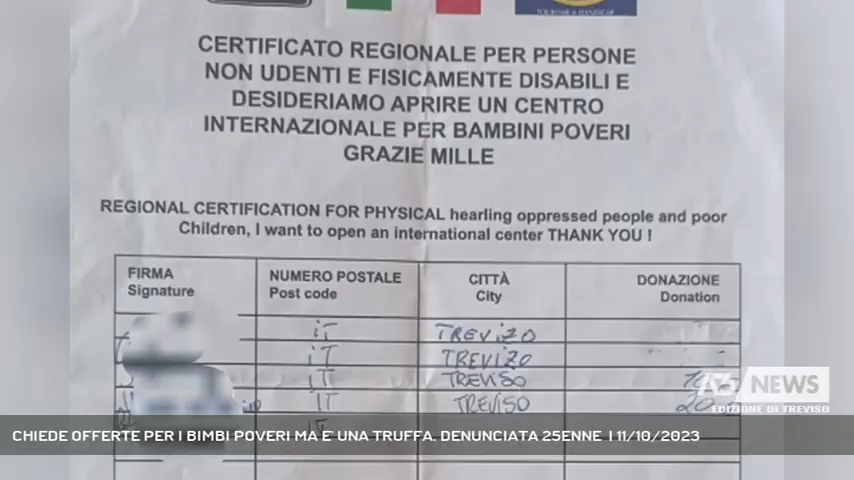 TOURISM & HANDICAP
CERTIFICATO REGIONALE PER PERSONE
NON UDENTI E FISICAMENTE DISABILI E
DESIDERIAMO APRIRE UN CENTRO
INTERNAZIONALE PER BAMBINI POVERI
GRAZIE MILLE
REGIONAL CERTIFICATION FOR PHYSICAL hearling oppressed people and poor
Children, I want to open an international center THANK YOU !
FIRMA NUMERO POSTALE CITTÀ DONAZIONE
Signature Post code City Donation
iT TREViZO
iT TREViZO
IT TREViSO
IT TREVISO
NEWS
EDIZIONE DI TREVISO
CHIEDE OFFERTE PER I BIMBI POVERI MA E' UNA TRUFFA. DENUNCIATA 25ENNE | 11/10/2023